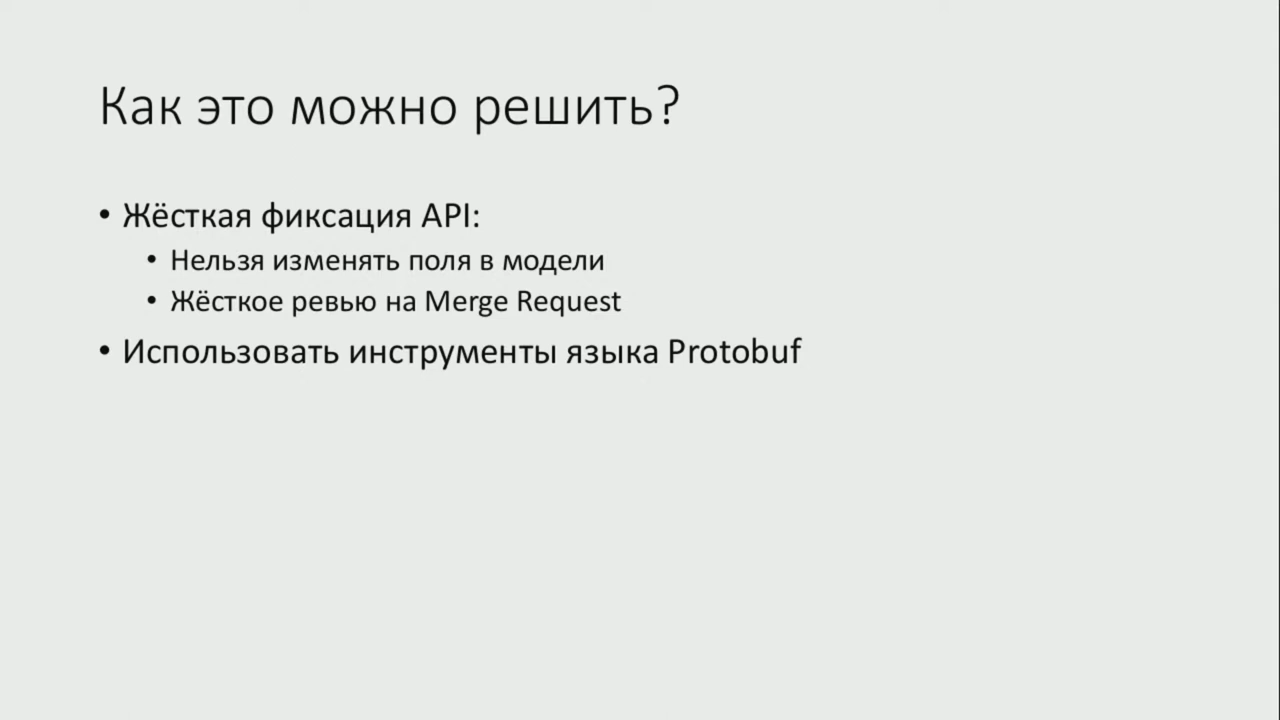 Как это можно решить?
• Жёсткая фиксация API:
• Нельзя изменять поля в модели
• Жёсткое ревью на Merge Request
• Использовать инструменты языка Protobuf